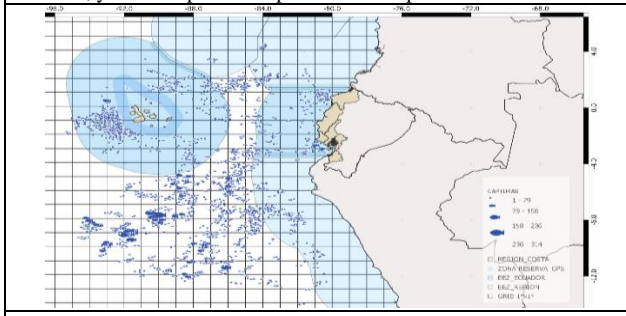 -96.0 -92.0 -88.0 -84.0 -80.0 -76.0 -72.0 -68.0
4.0
0.0
-4.0
-8.0
-12.0
CAPTURAS
1 - 79
79 - 158
158 236
236 314
REGION_COSTA
ZONA RESERVA GPS
EEZ_ECUADOR
EEZ_REGION
GRID 1°X1°